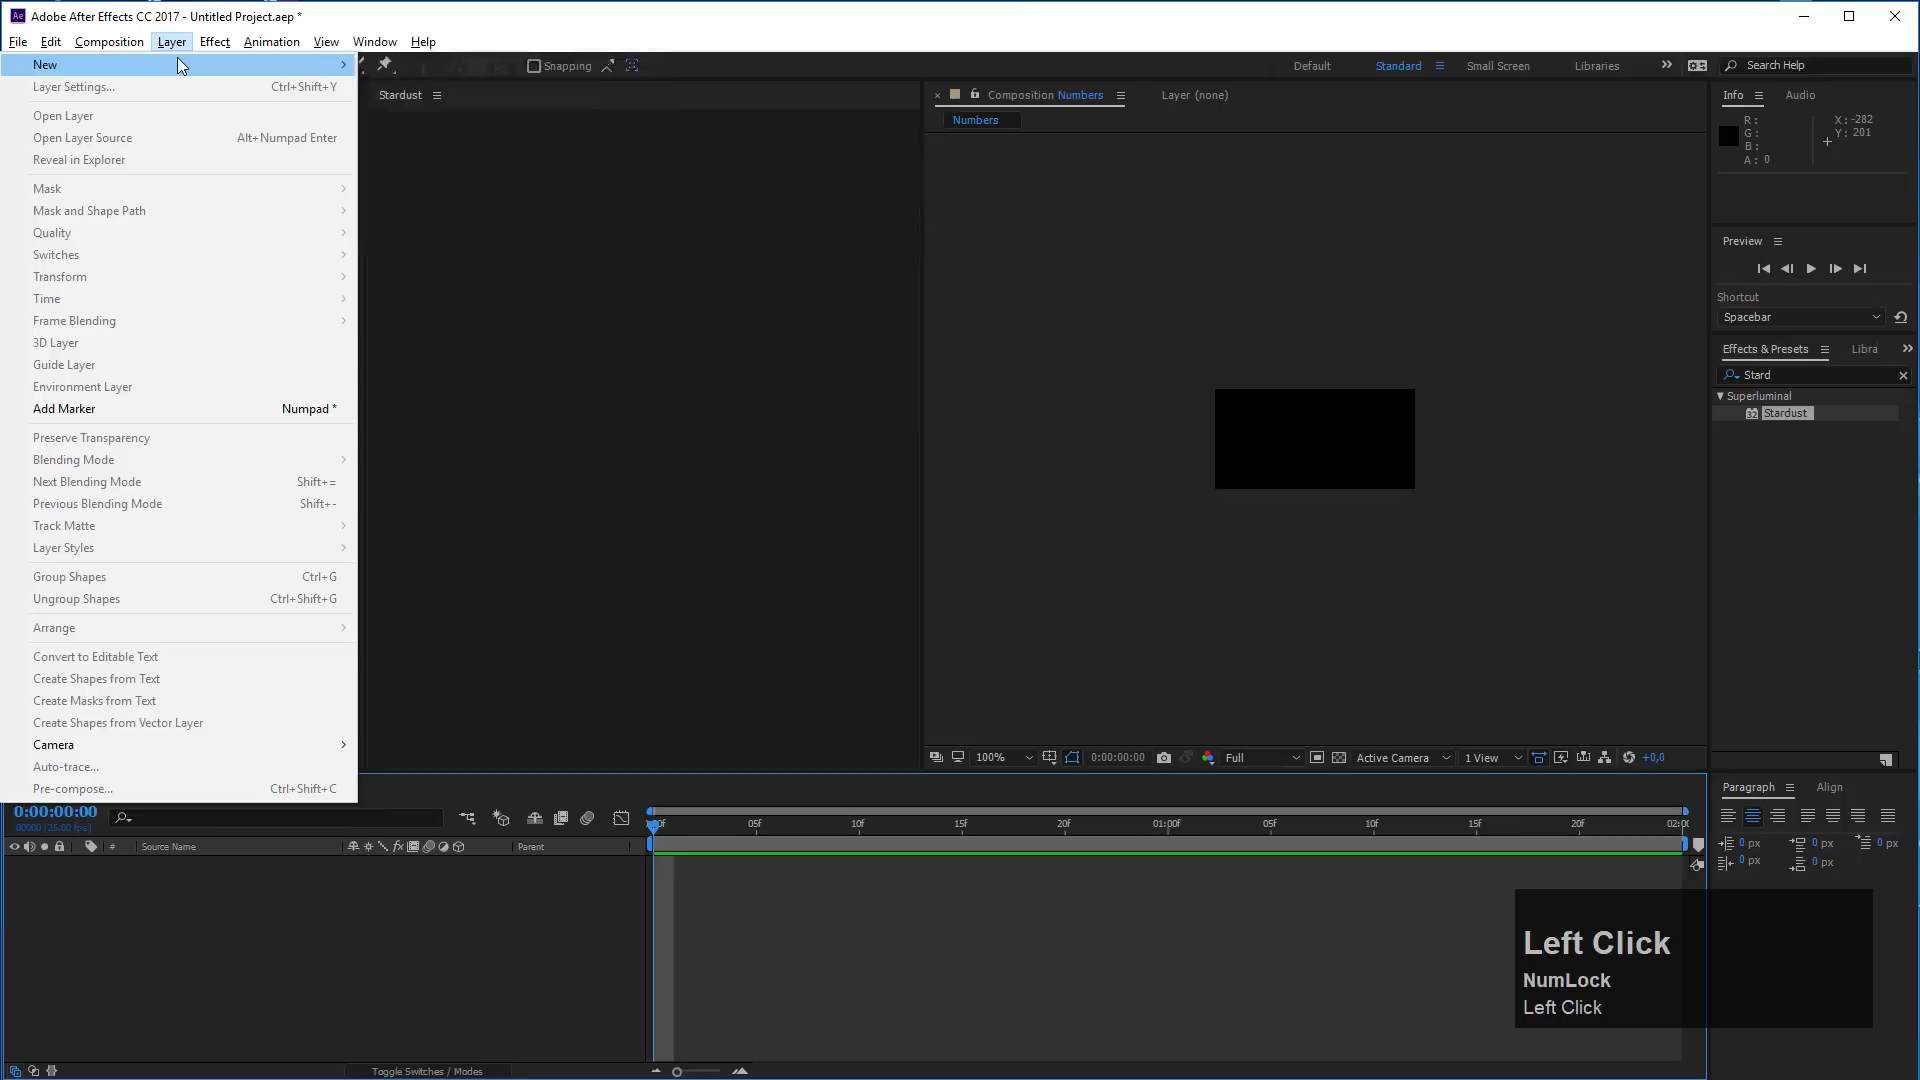 Adobe After Effects CC 2017 - Untitled Project.aep *
File Edit Composition Layer Effect Animation View Window Help
New
Layer Settings... Ctrl+Shift+Y
Open Layer
Open Layer Source Alt+Numpad Enter
Reveal in Explorer
Mask
Mask and Shape Path
Quality
Switches
Transform
Time
Frame Blending
3D Layer
Guide Layer
Environment Layer
Add Marker Numpad *
Preserve Transparency
Blending Mode
Next Blending Mode Shift+=
Previous Blending Mode Shift+-
Track Matte
Layer Styles
Group Shapes Ctrl+G
Ungroup Shapes Ctrl+Shift+G
Arrange
Convert to Editable Text
Create Shapes from Text
Create Masks from Text
Create Shapes from Vector Layer
Camera
Auto-trace...
Pre-compose... Ctrl+Shift+C
Snapping
Default Standard Small Screen Libraries
Search Help
Stardust
Composition Numbers
Layer (none)
Numbers
100% 0:00:00:00 Full Active Camera 1 View +0,0
Info Audio
R: X: -282
G: Y: 201
B:
A: 0
Preview
Shortcut
Spacebar
Effects & Presets Libra
Stard
Superluminal
32 Stardust
Paragraph Align
0 px 0 px 0 px
0 px 0 px
0:00:00:00
00000 (25.00 fps)
# Source Name Parent
05f 10f 15f 20f 01:00f 05f 10f 15f 20f
Toggle Switches / Modes
Left Click
NumLock
Left Click